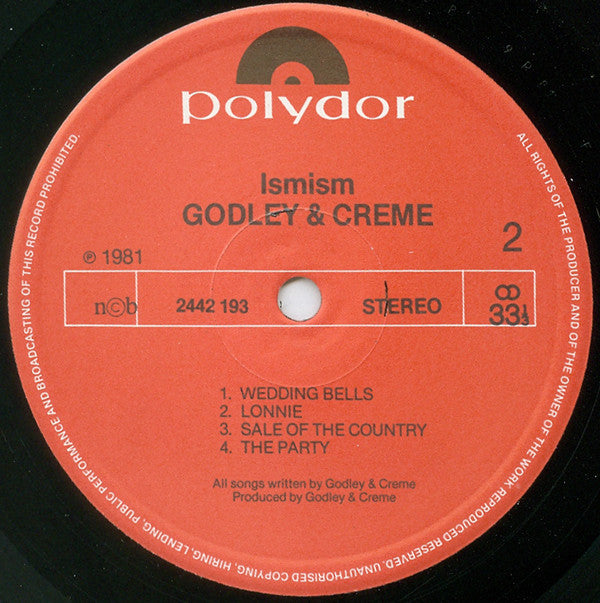 polydor
Ismism
GODLEY & CREME
2
℗ 1981
n©b 2442 193 STEREO 33⅓
1. WEDDING BELLS
2. LONNIE
3. SALE OF THE COUNTRY
4. THE PARTY
All songs written by Godley & Creme
Produced by Godley & Creme
ALL RIGHTS OF THE PRODUCER AND OF THE OWNER OF THE WORK REPRODUCED RESERVED. UNAUTHORISED COPYING, HIRING, LENDING, PUBLIC PERFORMANCE AND BROADCASTING OF THIS RECORD PROHIBITED.